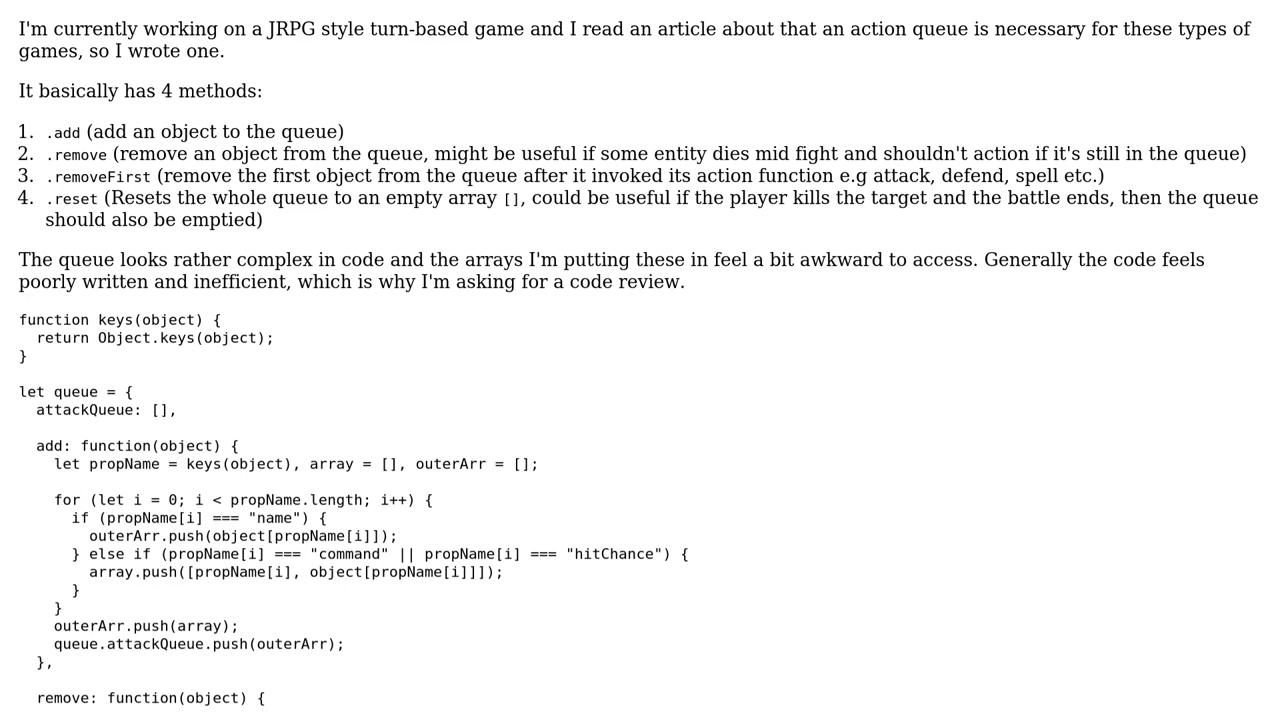 I'm currently working on a JRPG style turn-based game and I read an article about that an action queue is necessary for these types of
games, so I wrote one.
It basically has 4 methods:
1. .add (add an object to the queue)
2. .remove (remove an object from the queue, might be useful if some entity dies mid fight and shouldn't action if it's still in the queue)
3. .removeFirst (remove the first object from the queue after it invoked its action function e.g attack, defend, spell etc.)
4. .reset (Resets the whole queue to an empty array [], could be useful if the player kills the target and the battle ends, then the queue
should also be emptied)
The queue looks rather complex in code and the arrays I'm putting these in feel a bit awkward to access. Generally the code feels
poorly written and inefficient, which is why I'm asking for a code review.
function keys(object) {
  return Object.keys(object);
}
let queue = {
  attackQueue: [],
  add: function(object) {
    let propName = keys(object), array = [], outerArr = [];
    for (let i = 0; i < propName.length; i++) {
      if (propName[i] === "name") {
        outerArr.push(object[propName[i]]);
      } else if (propName[i] === "command" || propName[i] === "hitChance") {
        array.push([propName[i], object[propName[i]]]);
      }
    }
    outerArr.push(array);
    queue.attackQueue.push(outerArr);
  },
  remove: function(object) {